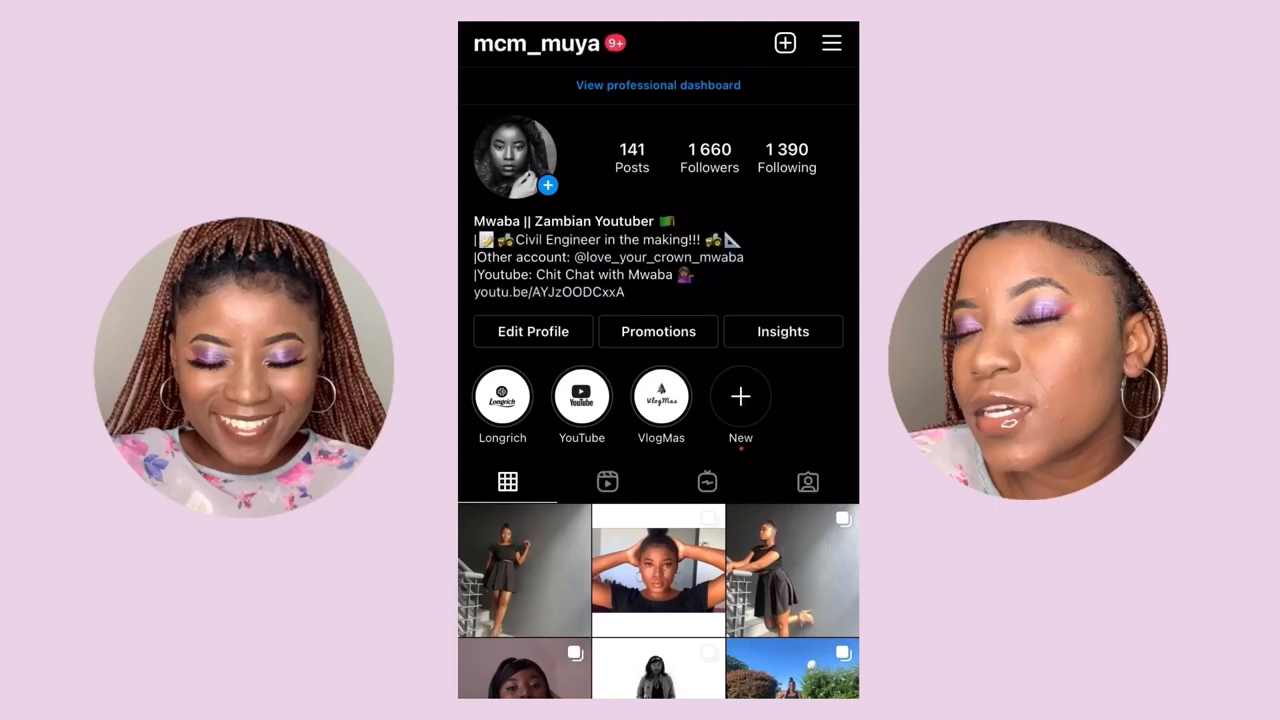 mcm_muya 9+
View professional dashboard
141 1 660 1 390
Posts Followers Following
Mwaba || Zambian Youtuber 🇿🇲
|📝🚜Civil Engineer in the making!!! 🚜📐
|Other account: @love_your_crown_mwaba
|Youtube: Chit Chat with Mwaba 💁🏾‍♀️
youtu.be/AYJzOODCxxA
Edit Profile Promotions Insights
Longrich YouTube VlogMas
Longrich YouTube VlogMas New